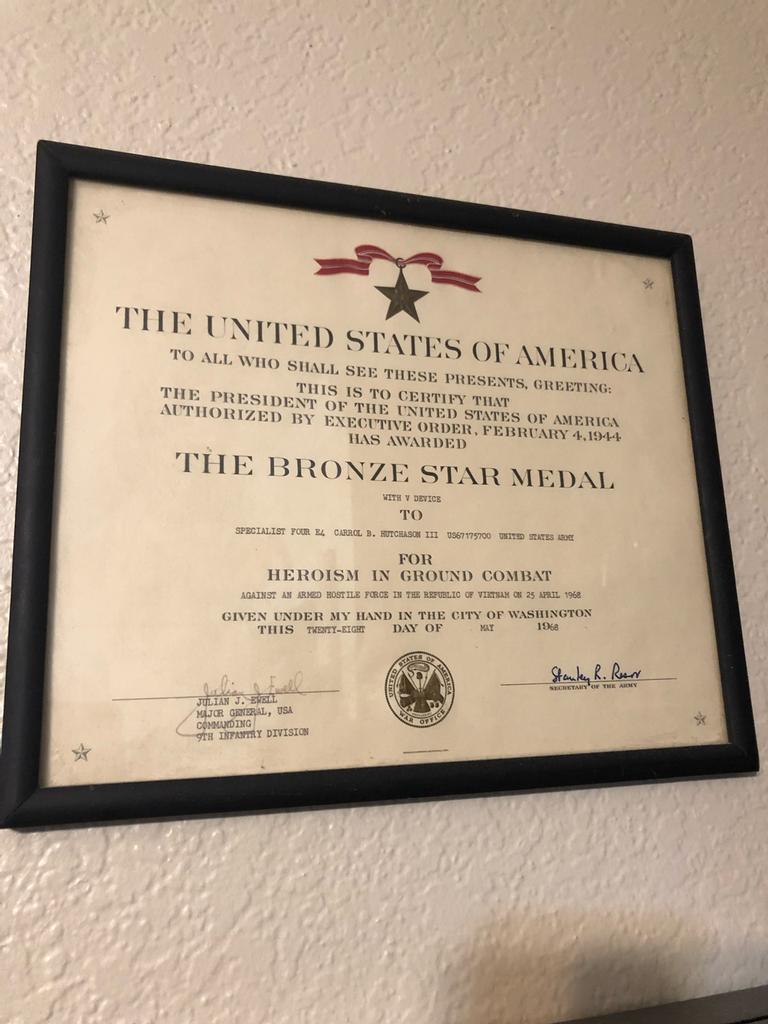 THE UNITED STATES OF AMERICA
TO ALL WHO SHALL SEE THESE PRESENTS, GREETING:
THIS IS TO CERTIFY THAT
THE PRESIDENT OF THE UNITED STATES OF AMERICA
AUTHORIZED BY EXECUTIVE ORDER, FEBRUARY 4, 1944
HAS AWARDED
THE BRONZE STAR MEDAL
WITH V DEVICE
TO
SPECIALIST FOUR E4 CARROL B. HUTCHASON III US67175700 UNITED STATES ARMY
FOR
HEROISM IN GROUND COMBAT
AGAINST AN ARMED HOSTILE FORCE IN THE REPUBLIC OF VIETNAM ON 25 APRIL 1968
GIVEN UNDER MY HAND IN THE CITY OF WASHINGTON
THIS TWENTY-EIGHT DAY OF MAY 1968
Julian J. Ewell
JULIAN J. EWELL
MAJOR GENERAL, USA
COMMANDING
9TH INFANTRY DIVISION
UNITED STATES OF AMERICA
WAR OFFICE
Stanley R. Resor
SECRETARY OF THE ARMY